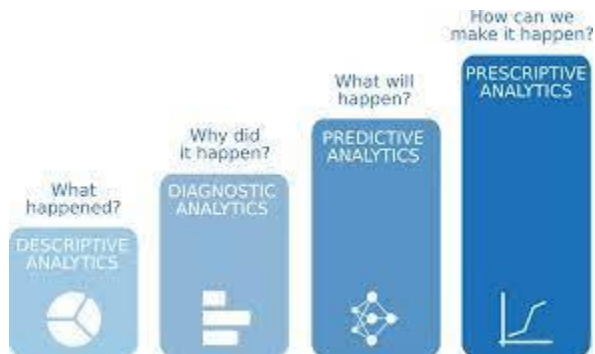 What
happened?
DESCRIPTIVE
ANALYTICS
Why did
it happen?
DIAGNOSTIC
ANALYTICS
What will
happen?
PREDICTIVE
ANALYTICS
How can we
make it happen?
PRESCRIPTIVE
ANALYTICS